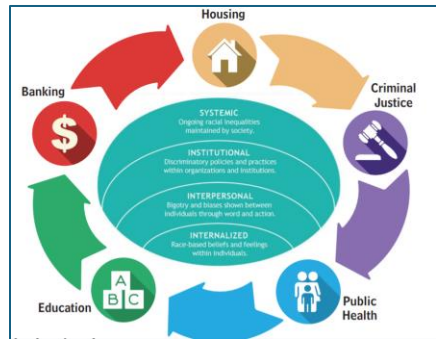 Housing
Banking
Criminal
Justice
$
SYSTEMIC
Ongoing racial inequalities
maintained by society.
INSTITUTIONAL
Discriminatory policies and practices
within organizations and institutions.
INTERPERSONAL
Bigotry and biases shown between
individuals through word and action.
INTERNALIZED
Race-based beliefs and feelings
within individuals.
A
B C
Education
Public
Health